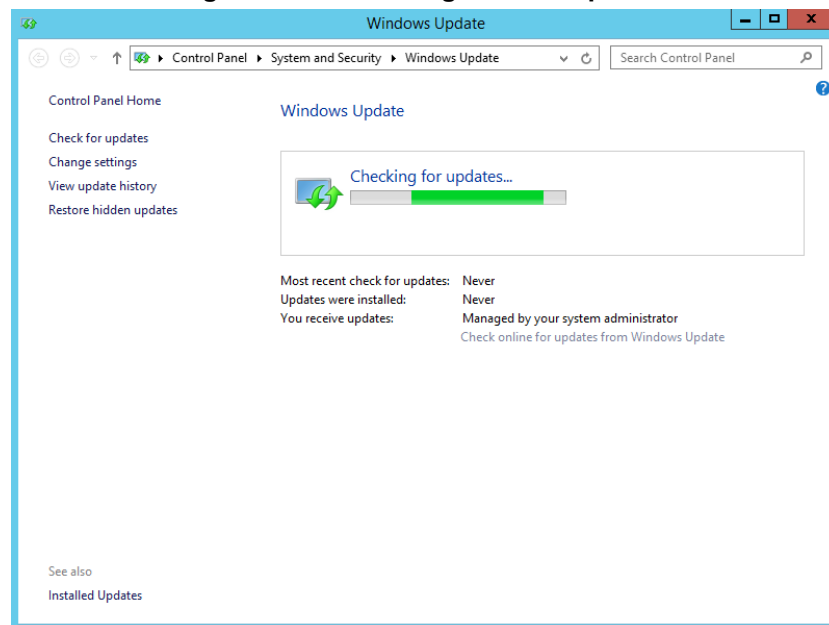 Windows Update
Control Panel ▸ System and Security ▸ Windows Update
Search Control Panel
Control Panel Home
Check for updates
Change settings
View update history
Restore hidden updates
Windows Update
Checking for updates...
Most recent check for updates: Never
Updates were installed: Never
You receive updates: Managed by your system administrator
Check online for updates from Windows Update
See also
Installed Updates